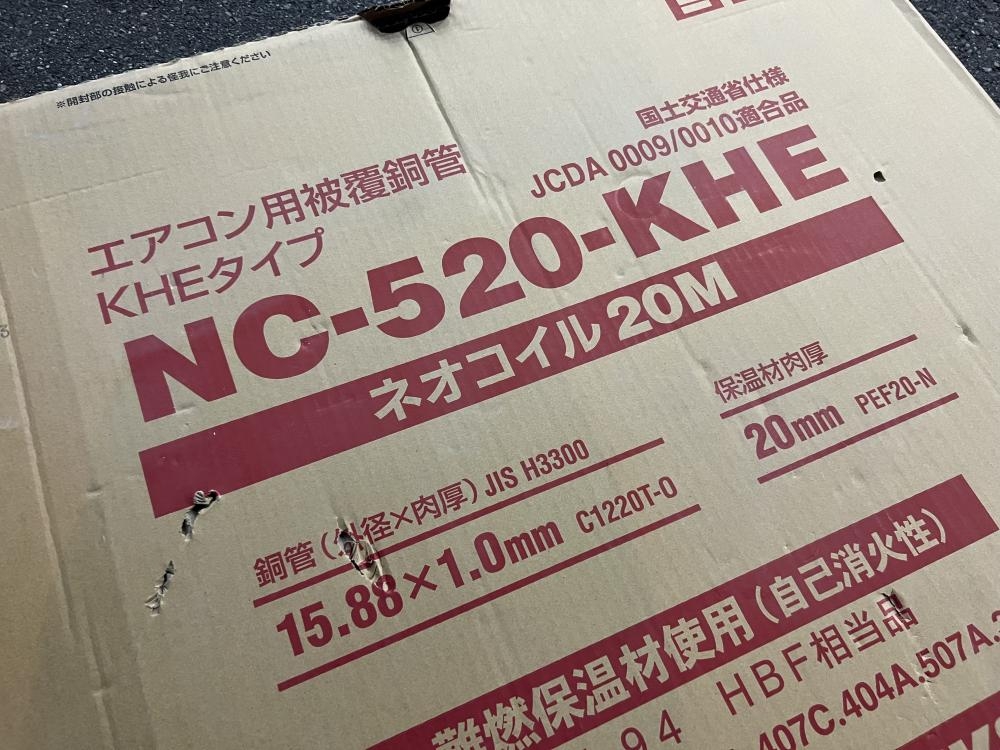 ※開封部の接触による怪我にご注意ください
国土交通省仕様
JCDA 0009/0010適合品
エアコン用被覆銅管
KHEタイプ
NC-520-KHE
ネオコイル 20M
保温材肉厚
20mm PEF20-N
銅管（外径×肉厚）JIS H3300
15.88×1.0mm C1220T-O
難燃保温材使用（自己消火性）
94 HBF相当品
407C.404A.507A.